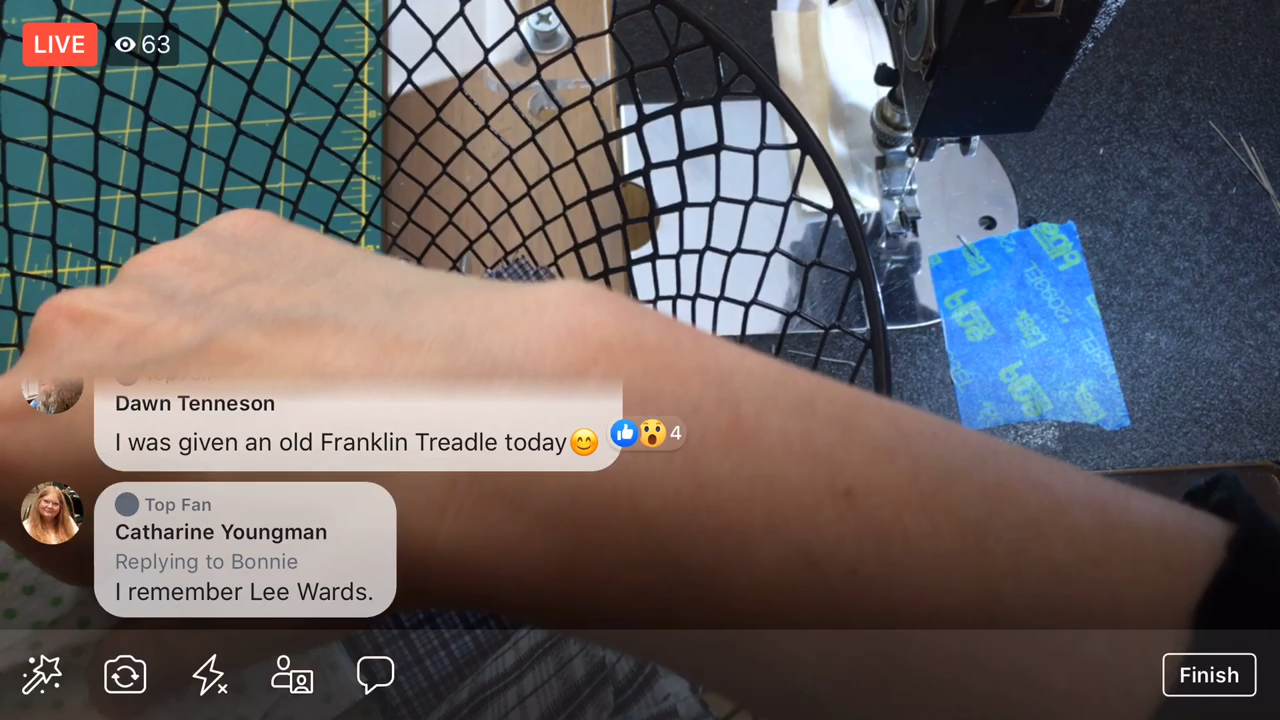 LIVE 63
Dawn Tenneson
I was given an old Franklin Treadle today😊
4
Top Fan
Catharine Youngman
Replying to Bonnie
I remember Lee Wards.
Finish